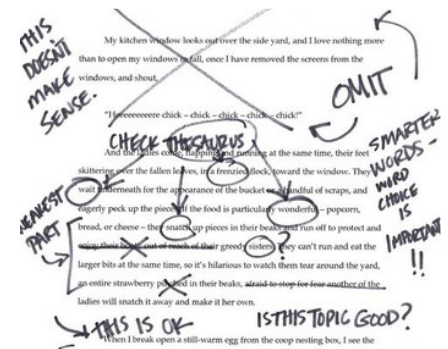 THIS
DOESN'T
MAKE
SENSE.
My kitchen window looks out over the side yard, and I love nothing more
than to open my windows in fall, once I have removed the screens from the
windows, and shout,
OMIT
"Heeeeeeeere chick – chick – chick – chick – chick!"
CHECK THESAURUS
And the ladies come, flapping and running at the same time, their feet
skittering over the fallen leaves, in a frenzied flock, toward the window. They
wait underneath for the appearance of the bucket or a handful of scraps, and
eagerly peck up the pieces. If the food is particularly wonderful – popcorn,
bread, or cheese – they snatch up pieces in their beaks and run off to protect and
enjoy their booty out of reach of their greedy sisters. They can't run and eat the
larger bits at the same time, so it's hilarious to watch them tear around the yard,
an entire strawberry in their beaks, afraid to stop for fear another of the
ladies will snatch it away and make it her own.
SMARTER
WORDS –
WORD
CHOICE
IS
IMPORTANT
!!
WEAKEST
PART
?
THIS IS OK
IS THIS TOPIC GOOD?
When I break open a still-warm egg from the coop nesting box, I see the